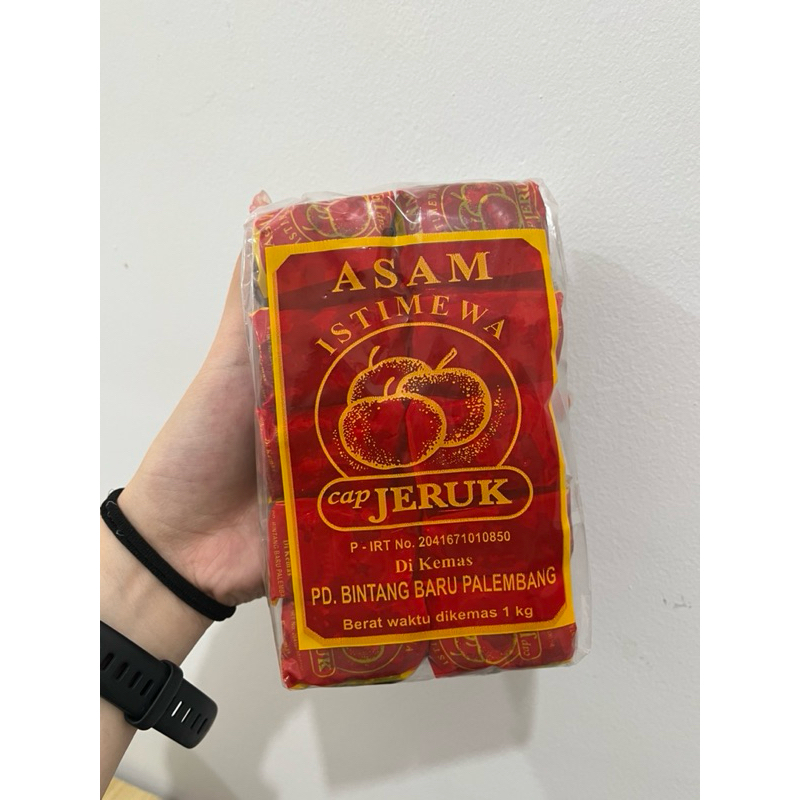 ASAM
ISTIMEWA
cap JERUK
P - IRT No. 2041671010850
Di Kemas
PD. BINTANG BARU PALEMBANG
Berat waktu dikemas 1 kg